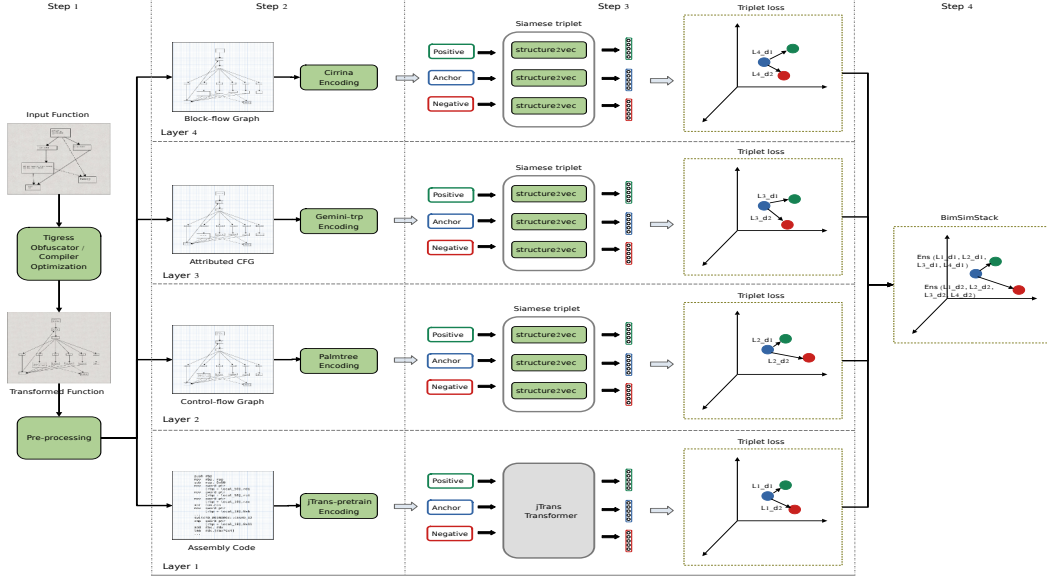 Step 1
Step 2
Step 3
Step 4
Input Function
Tigress
Obfuscator /
Compiler
Optimization
Transformed Function
Pre-processing
Block-flow Graph
Cirrina
Encoding
Layer 4
Positive
Anchor
Negative
Siamese triplet
structure2vec
structure2vec
structure2vec
Triplet loss
L4_d1
L4_d2
Attributed CFG
Gemini-trp
Encoding
Layer 3
Positive
Anchor
Negative
Siamese triplet
structure2vec
structure2vec
structure2vec
Triplet loss
L3_d1
L3_d2
Control-flow Graph
Palmtree
Encoding
Layer 2
Positive
Anchor
Negative
Siamese triplet
structure2vec
structure2vec
structure2vec
Triplet loss
L2_d1
L2_d2
Assembly Code
jTrans-pretrain
Encoding
Layer 1
Positive
Anchor
Negative
jTrans
Transformer
Triplet loss
L1_d1
L1_d2
BimSimStack
Ens (L1_d1, L2_d1,
L3_d1, L4_d1)
Ens (L1_d2, L2_d2,
L3_d2, L4_d2)